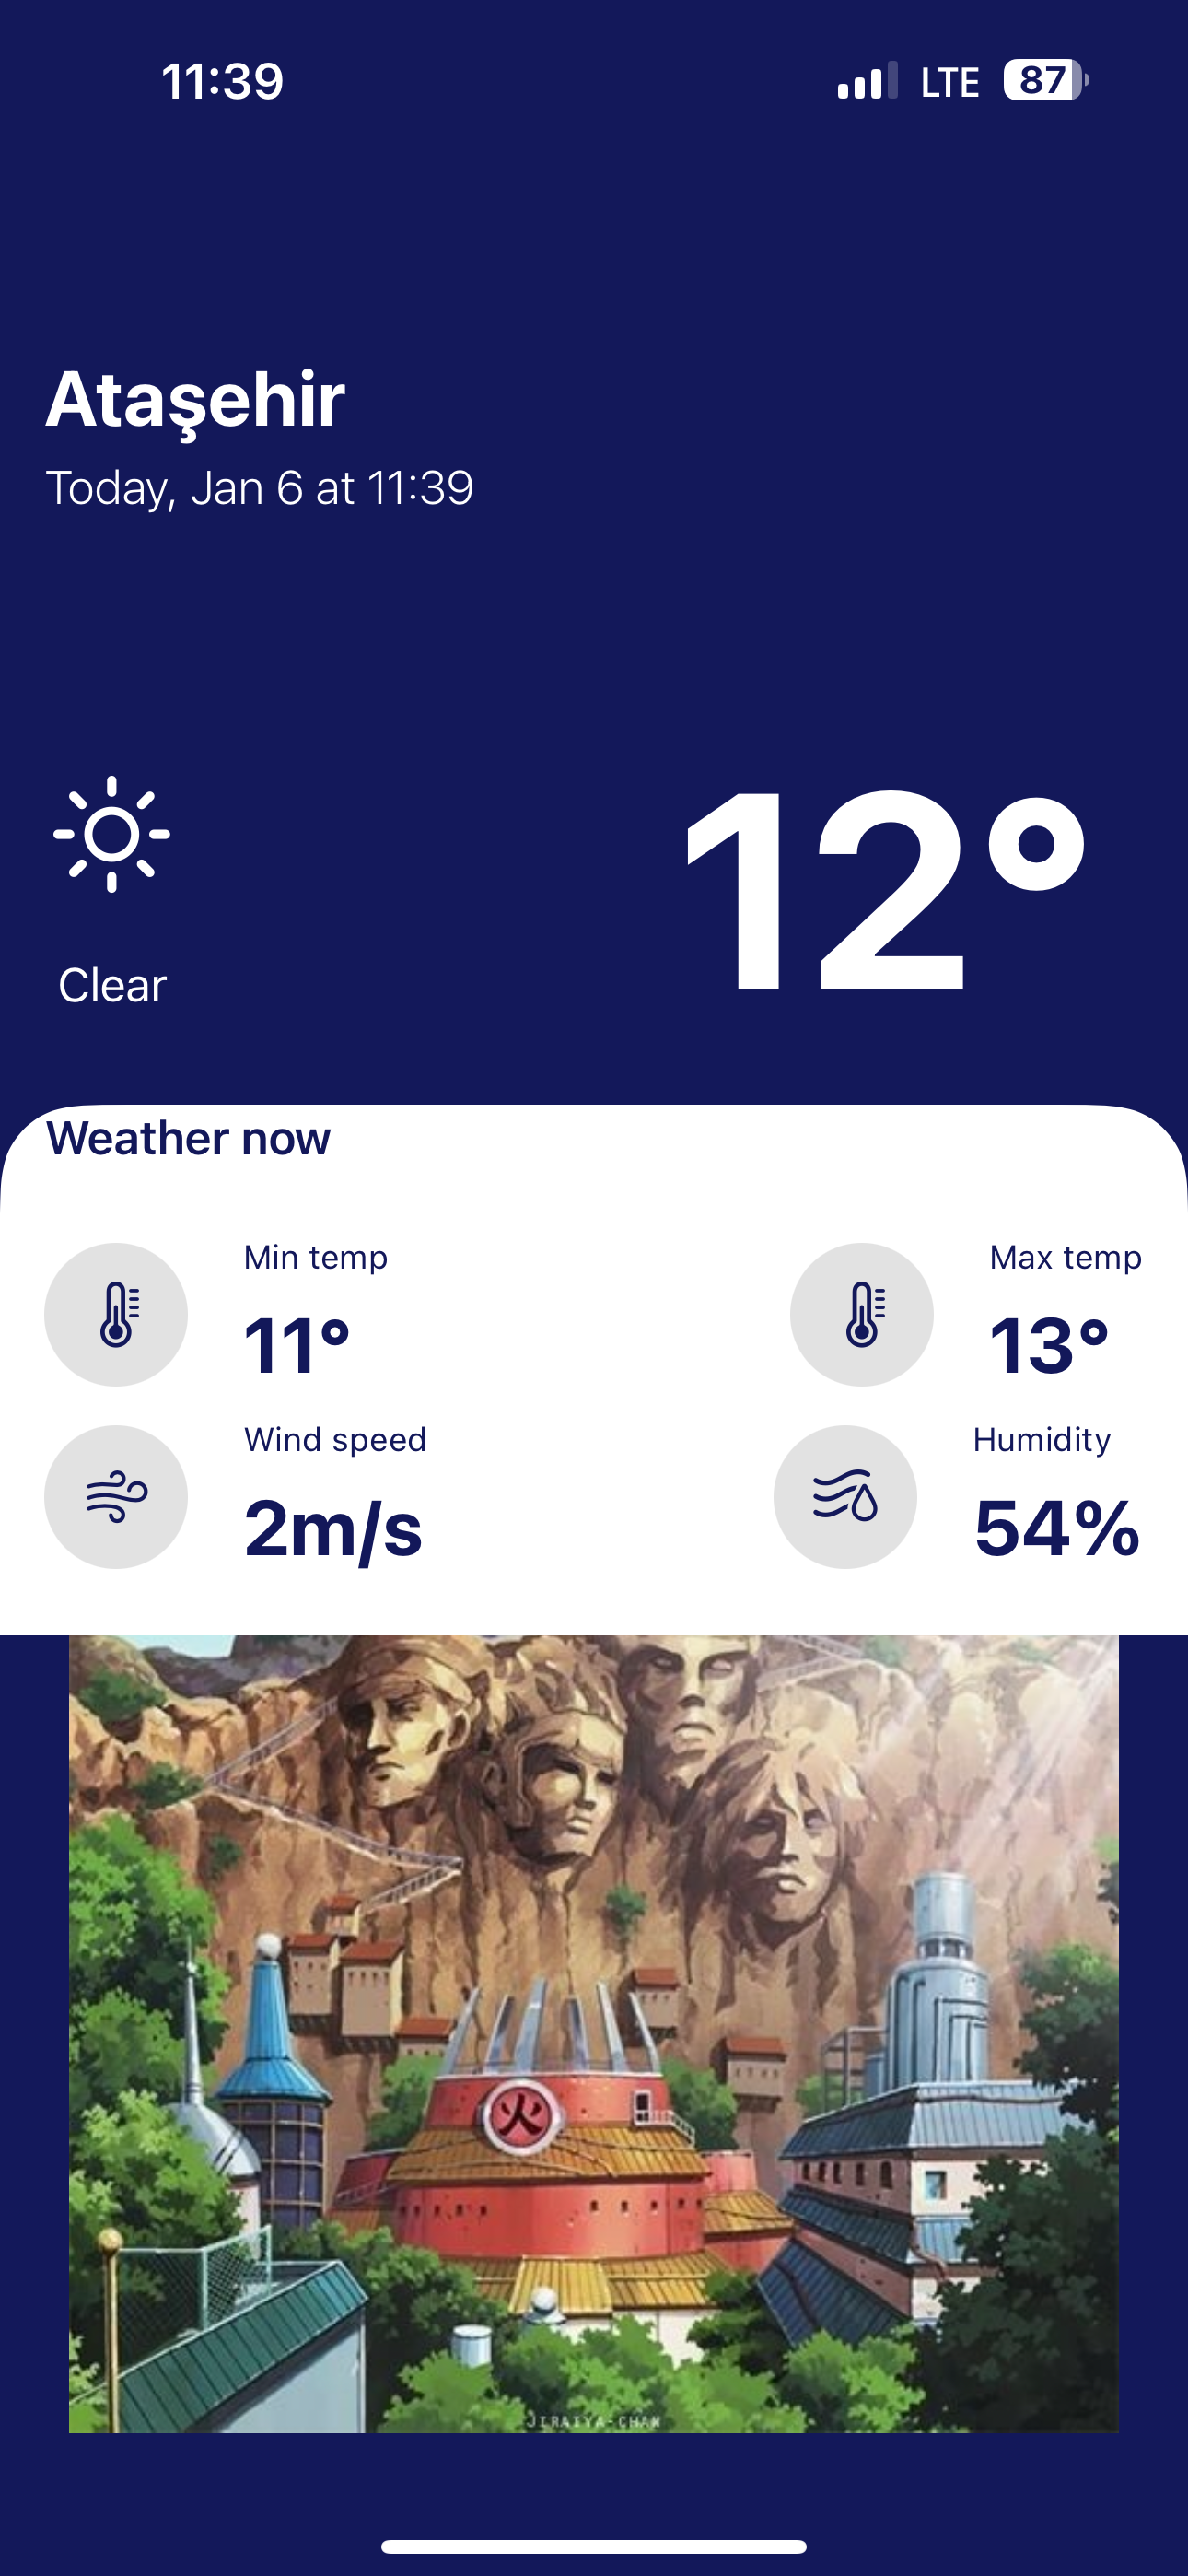 11:39
LTE 87
Ataşehir
Today, Jan 6 at 11:39
12°
Clear
Weather now
Min temp
11°
Max temp
13°
Wind speed
2m/s
Humidity
54%
火
JIRAIYA-CHAN